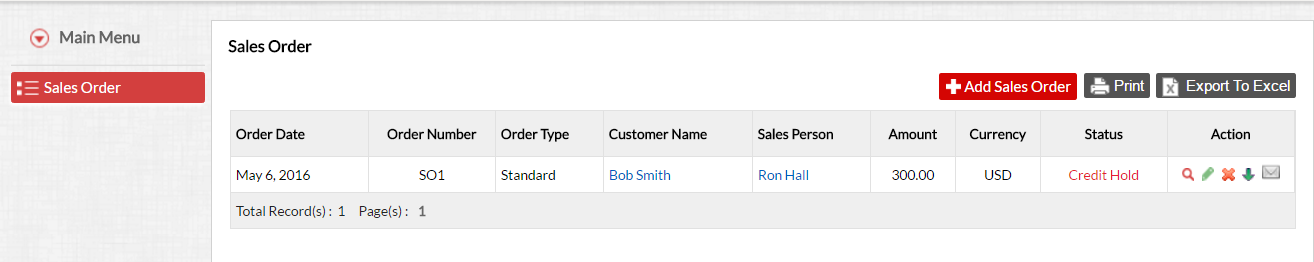 Main Menu
Sales Order
Sales Order
Add Sales Order Print Export To Excel
Order Date Order Number Order Type Customer Name Sales Person Amount Currency Status Action
May 6, 2016 SO1 Standard Bob Smith Ron Hall 300.00 USD Credit Hold
Total Record(s) : 1 Page(s) : 1